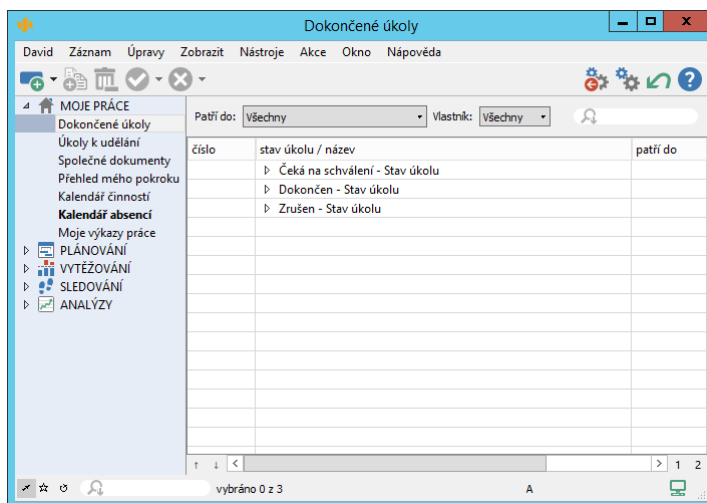 Dokončené úkoly
David Záznam Úpravy Zobrazit Nástroje Akce Okno Nápověda
MOJE PRÁCE
Dokončené úkoly
Úkoly k udělání
Společné dokumenty
Přehled mého pokroku
Kalendář činností
Kalendář absencí
Moje výkazy práce
PLÁNOVÁNÍ
VYTĚŽOVÁNÍ
SLEDOVÁNÍ
ANALÝZY
Patří do: Všechny Vlastník: Všechny
číslo stav úkolu / název patří do
Čeká na schválení - Stav úkolu
Dokončen - Stav úkolu
Zrušen - Stav úkolu
1 2
vybráno 0 z 3 A